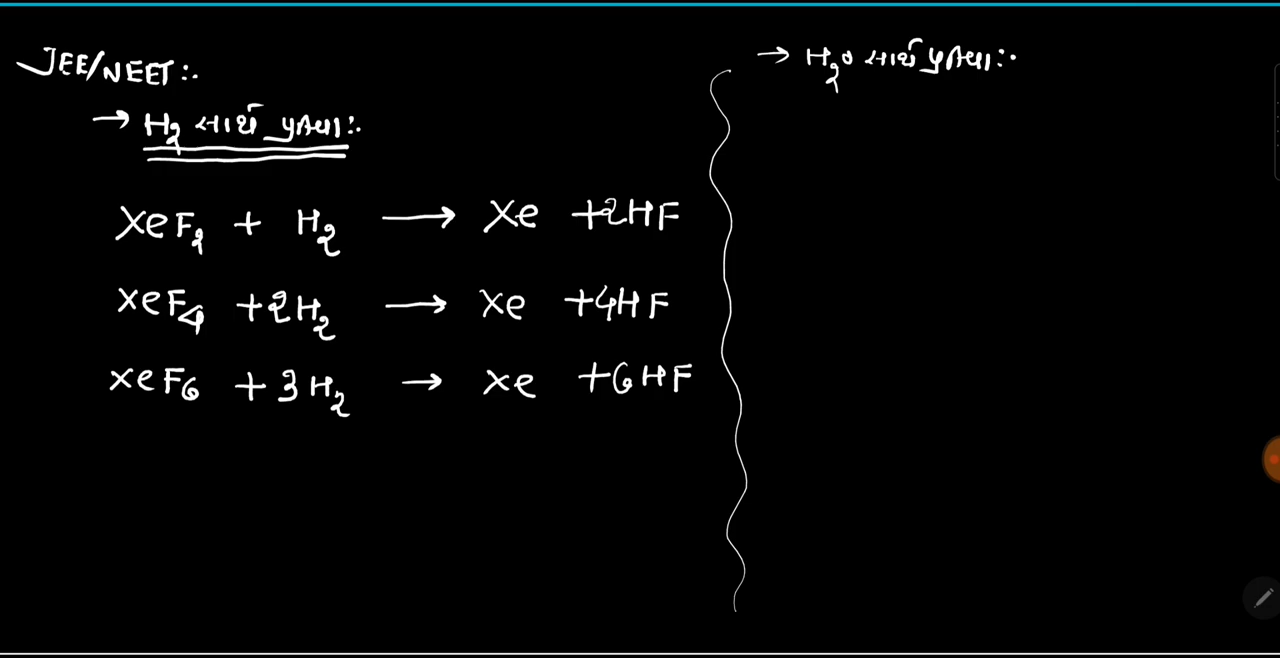 JEE/NEET:-
→ H₂ સાથે પ્રક્રિયા:-
XeF₂ + H₂ → Xe + 2HF
XeF₄ + 2H₂ → Xe + 4HF
XeF₆ + 3H₂ → Xe + 6HF
→ H₂O સાથે પ્રક્રિયા:-